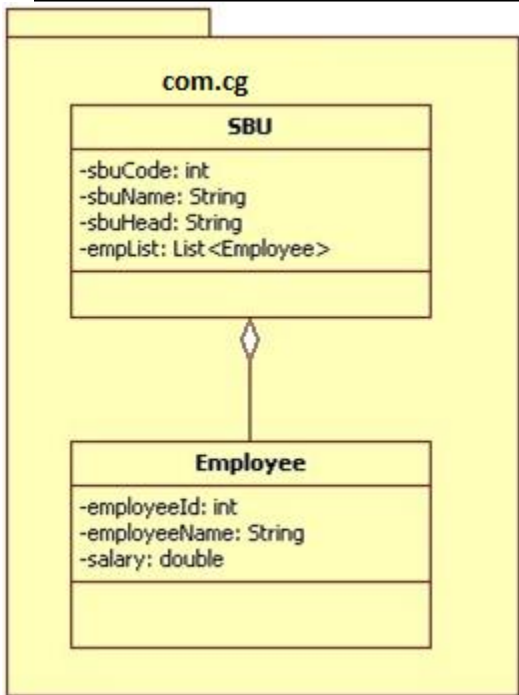 com.cg
SBU
-sbuCode: int
-sbuName: String
-sbuHead: String
-empList: List<Employee>
Employee
-employeeId: int
-employeeName: String
-salary: double